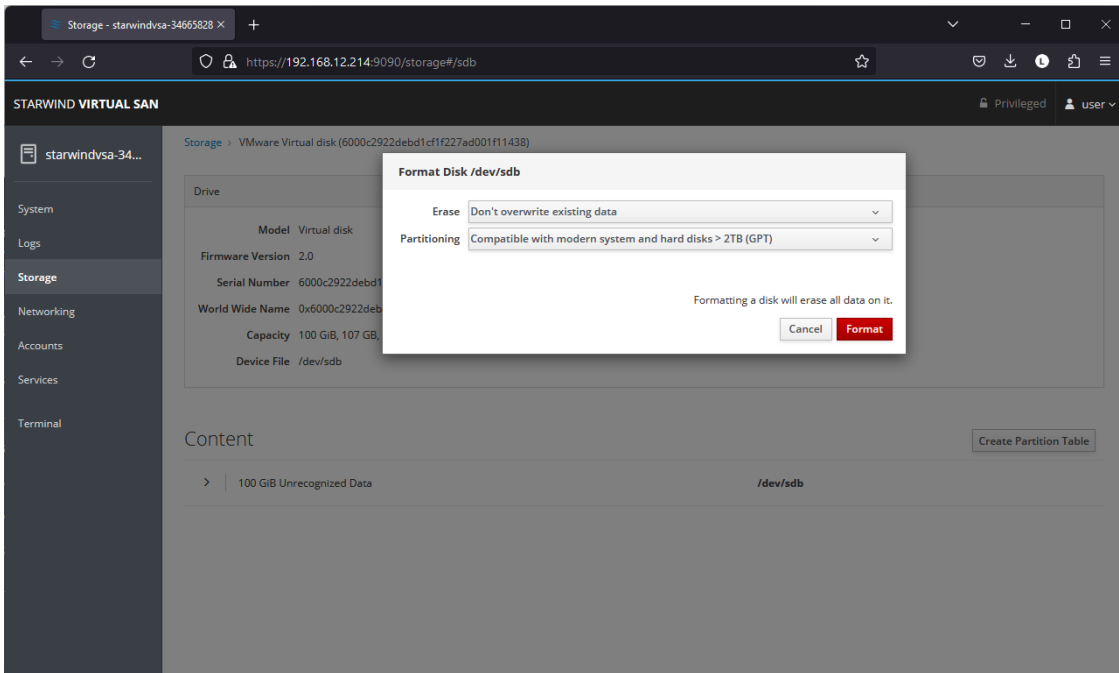 Storage - starwindvsa-34665828
https://192.168.12.214:9090/storage#/sdb
STARWIND VIRTUAL SAN
Privileged
user
starwindvsa-34...
System
Logs
Storage
Networking
Accounts
Services
Terminal
Storage > VMware Virtual disk (6000c2922debd1cf1f227ad001f11438)
Drive
Model Virtual disk
Firmware Version 2.0
Serial Number 6000c2922debd1
World Wide Name 0x6000c2922deb
Capacity 100 GiB, 107 GB,
Device File /dev/sdb
Format Disk /dev/sdb
Erase Don't overwrite existing data
Partitioning Compatible with modern system and hard disks > 2TB (GPT)
Formatting a disk will erase all data on it.
Cancel Format
Content
Create Partition Table
100 GiB Unrecognized Data /dev/sdb